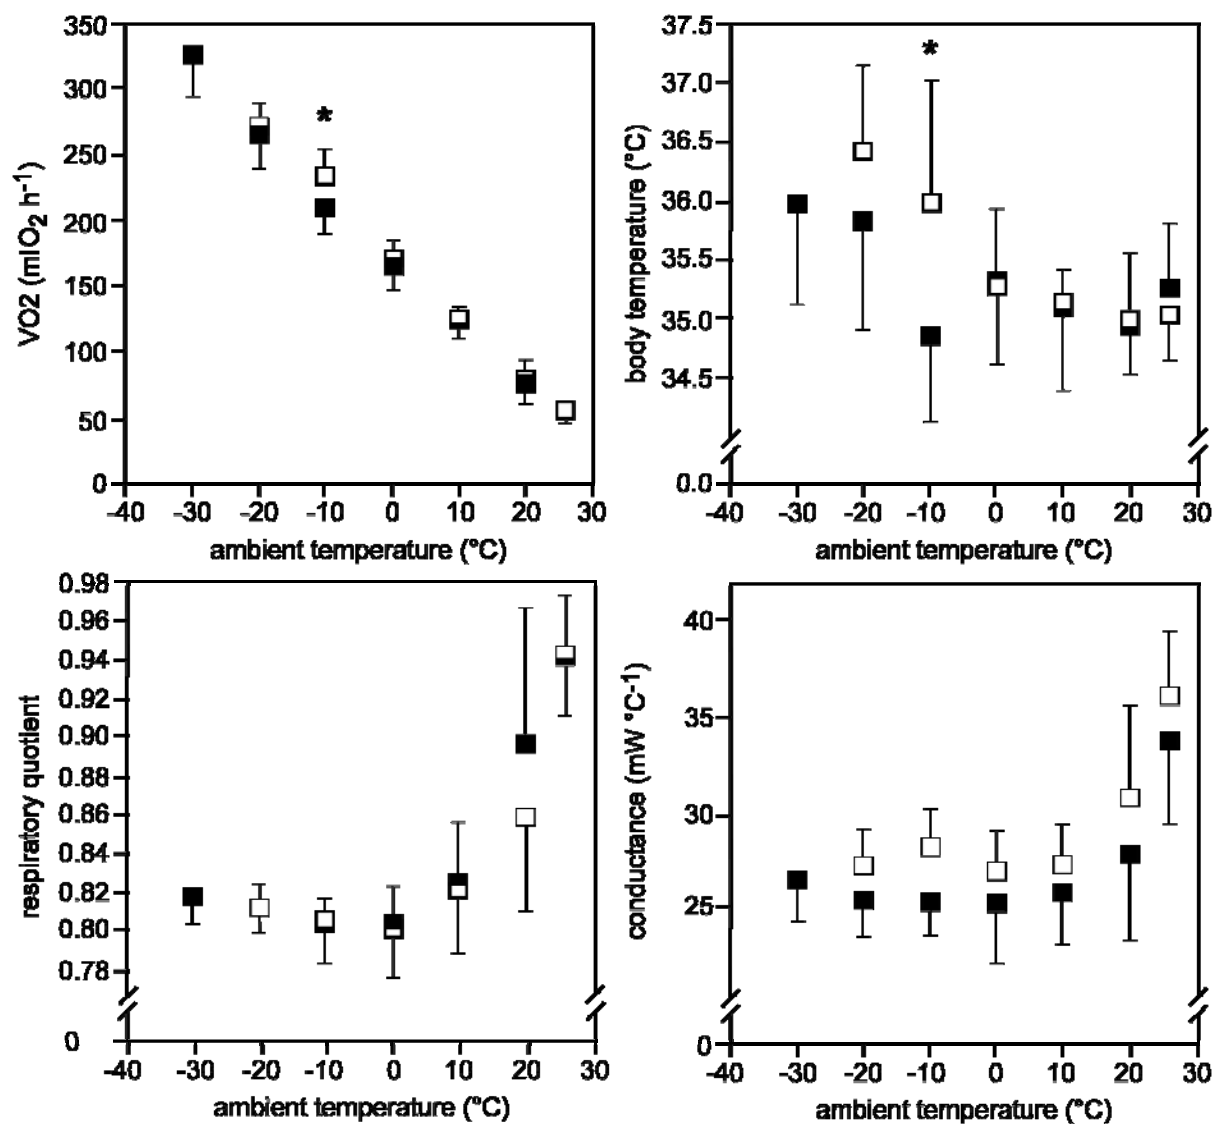 350
300
250
200
150
100
50
0
-40 -30 -20 -10 0 10 20 30
ambient temperature (°C)
VO2 (mlO2 h-1)
*
37.5
37.0
36.5
36.0
35.5
35.0
34.5
0.0
-40 -30 -20 -10 0 10 20 30
ambient temperature (°C)
body temperature (°C)
*
0.98
0.96
0.94
0.92
0.90
0.88
0.86
0.84
0.82
0.80
0.78
0
-40 -30 -20 -10 0 10 20 30
ambient temperature (°C)
respiratory quotient
40
35
30
25
0
-40 -30 -20 -10 0 10 20 30
ambient temperature (°C)
conductance (mW °C-1)